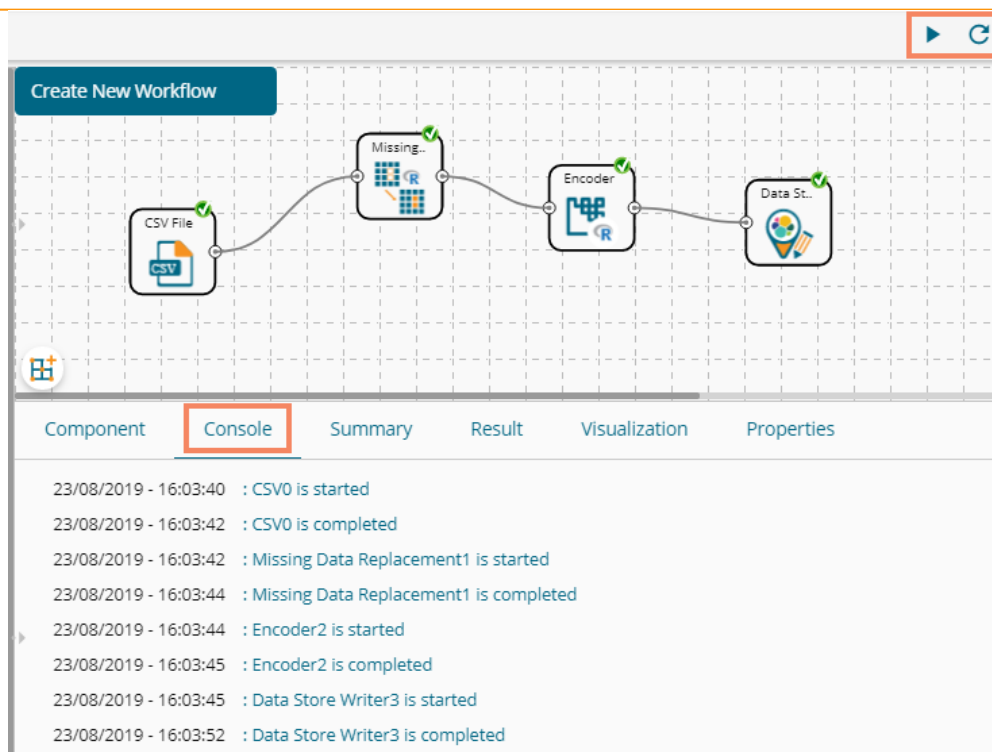 Create New Workflow
Missing..
R
Encoder
R
Data St..
CSV File
CSV
Component Console Summary Result Visualization Properties
23/08/2019 - 16:03:40 : CSV0 is started
23/08/2019 - 16:03:42 : CSV0 is completed
23/08/2019 - 16:03:42 : Missing Data Replacement1 is started
23/08/2019 - 16:03:44 : Missing Data Replacement1 is completed
23/08/2019 - 16:03:44 : Encoder2 is started
23/08/2019 - 16:03:45 : Encoder2 is completed
23/08/2019 - 16:03:45 : Data Store Writer3 is started
23/08/2019 - 16:03:52 : Data Store Writer3 is completed